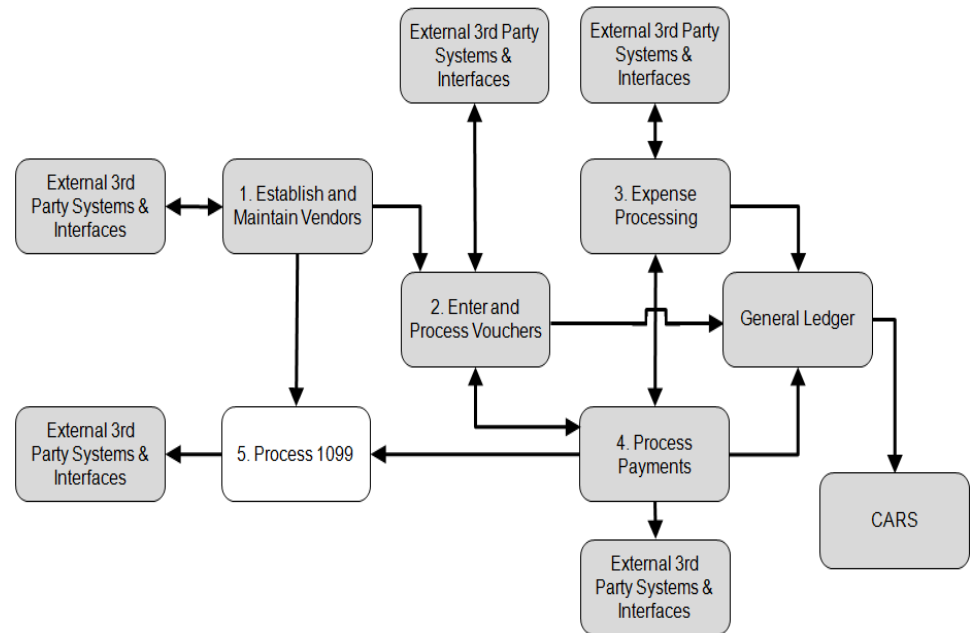 External 3rd Party
Systems &
Interfaces
External 3rd Party
Systems &
Interfaces
External 3rd
Party Systems &
Interfaces
1. Establish and
Maintain Vendors
3. Expense
Processing
2. Enter and
Process Vouchers
General Ledger
External 3rd
Party Systems &
Interfaces
5. Process 1099
4. Process
Payments
CARS
External 3rd
Party Systems &
Interfaces